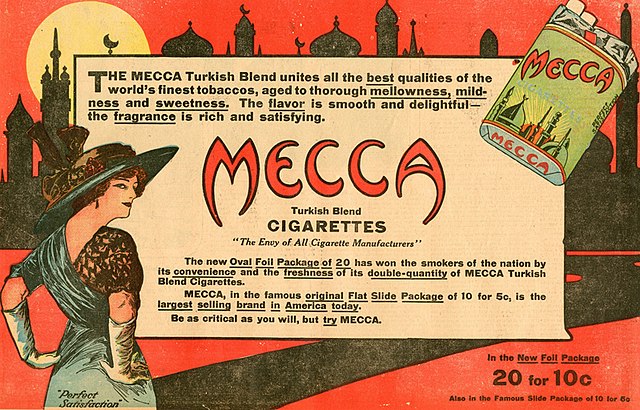 THE MECCA Turkish Blend unites all the best qualities of the
world's finest tobaccos, aged to thorough mellowness, mild-
ness and sweetness. The flavor is smooth and delightful—
the fragrance is rich and satisfying.
MECCA
MECCA
MECCA
Turkish Blend
CIGARETTES
"The Envy of All Cigarette Manufacturers"
The new Oval Foil Package of 20 has won the smokers of the nation by
its convenience and the freshness of its double-quantity of MECCA Turkish
Blend Cigarettes.
MECCA, in the famous original Flat Slide Package of 10 for 5c, is the
largest selling brand in America today.
Be as critical as you will, but try MECCA.
"Perfect
Satisfaction"
In the New Foil Package
20 for 10c
Also in the Famous Slide Package of 10 for 5c